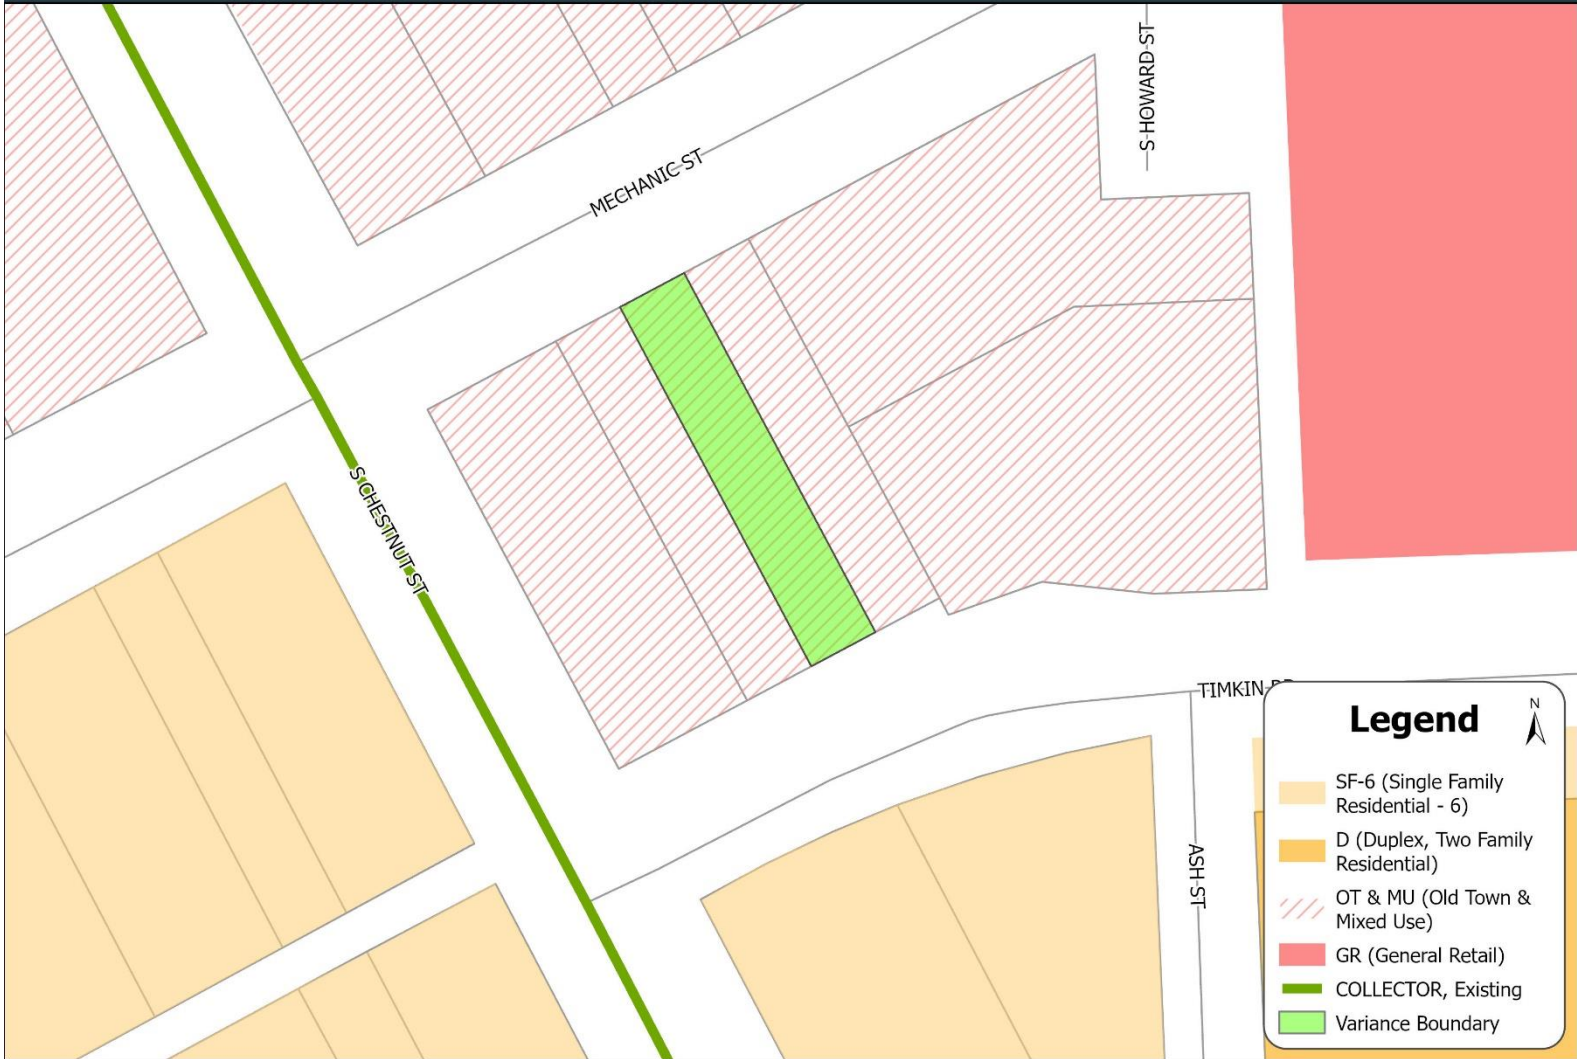 S HOWARD ST
MECHANIC ST
S CHESTNUT ST
TIMKIN
ASH ST
Legend
N
SF-6 (Single Family
Residential - 6)
D (Duplex, Two Family
Residential)
OT & MU (Old Town &
Mixed Use)
GR (General Retail)
COLLECTOR, Existing
Variance Boundary